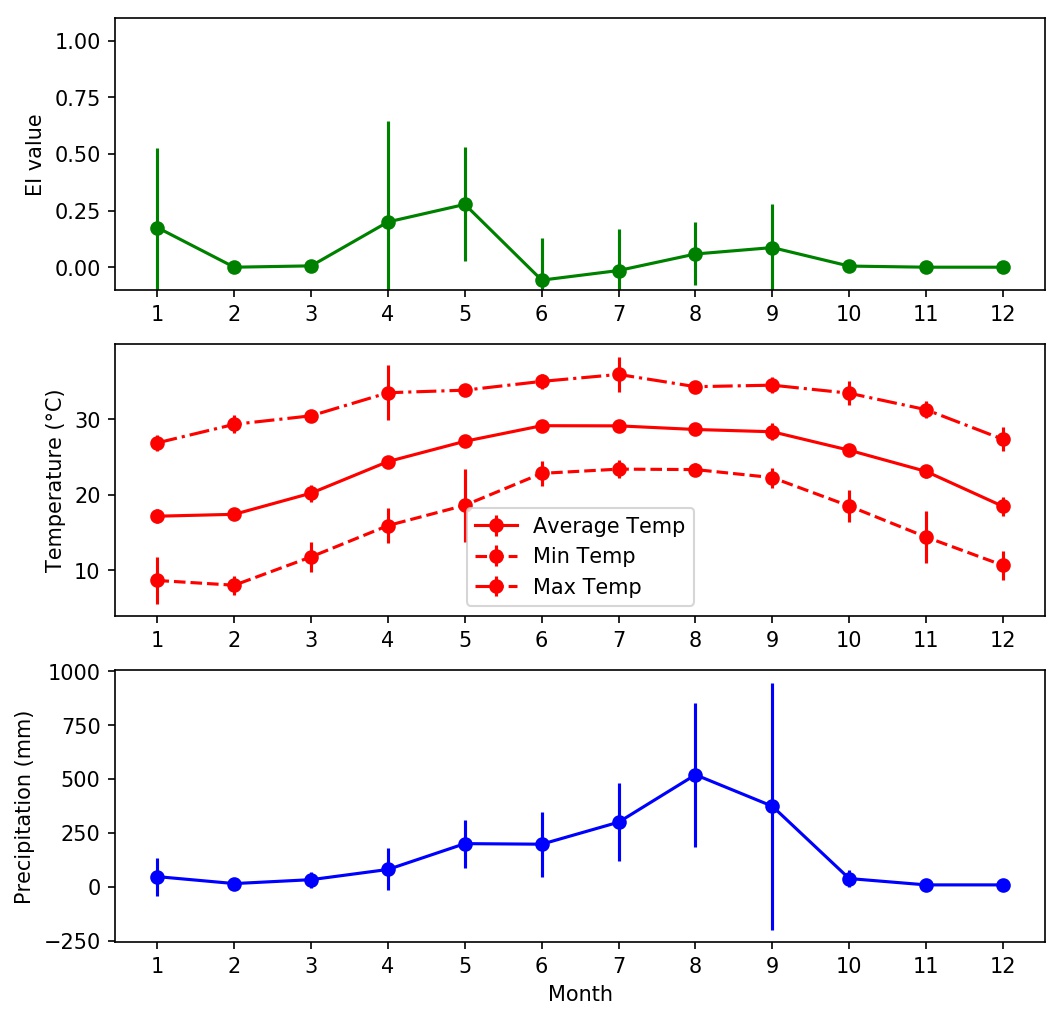 EI value
1.00
0.75
0.50
0.25
0.00
1 2 3 4 5 6 7 8 9 10 11 12
Temperature (°C)
30
20
10
Average Temp
Min Temp
Max Temp
1 2 3 4 5 6 7 8 9 10 11 12
Precipitation (mm)
1000
750
500
250
0
−250
1 2 3 4 5 6 7 8 9 10 11 12
Month